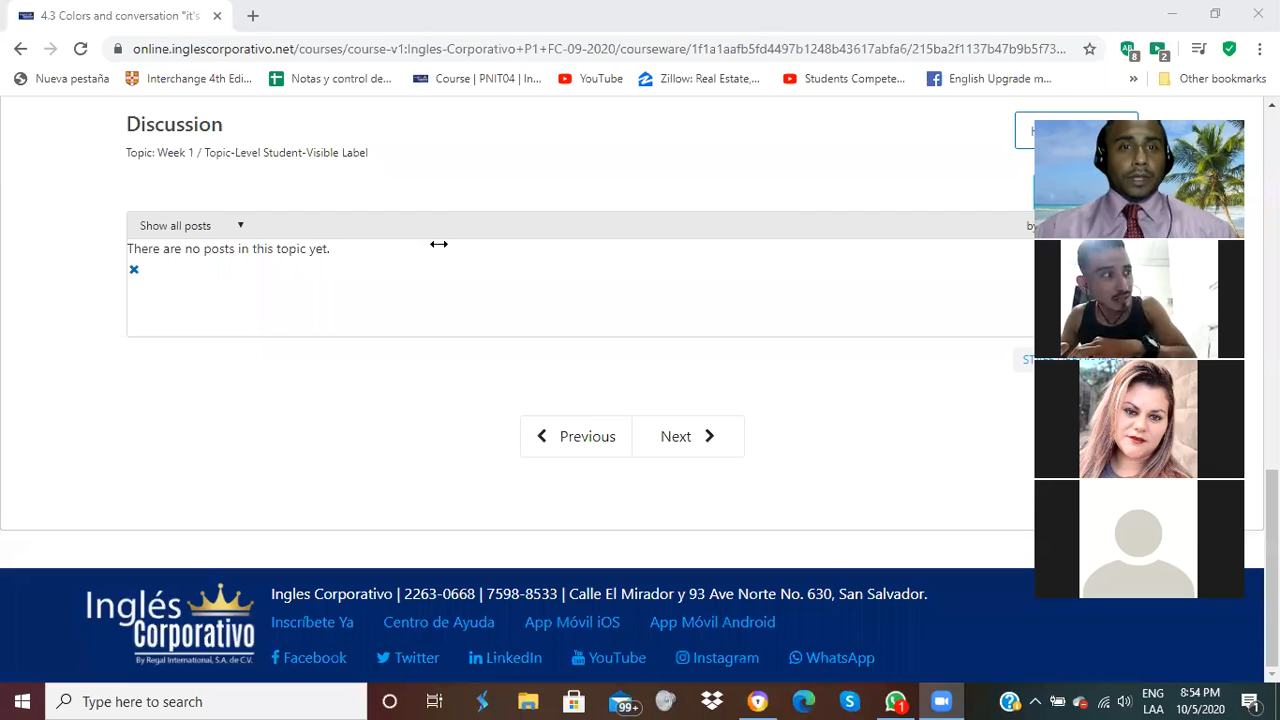 4.3 Colors and conversation "it's
online.inglescorporativo.net/courses/course-v1:Ingles-Corporativo+P1+FC-09-2020/courseware/1f1a1aafb5fd4497b1248b43617abfa6/215ba2f1137b47b9b5f73...
8
2
Nueva pestaña
Interchange 4th Edi...
Notas y control de...
Course | PNIT04 | In...
YouTube
Zillow: Real Estate,...
Students Compete...
English Upgrade m...
»
Other bookmarks
Discussion
Topic: Week 1 / Topic-Level Student-Visible Label
Show all posts
by
There are no posts in this topic yet.
Previous
Next
Inglés
Corporativo
By Regal International, S.A. de C.V.
Ingles Corporativo | 2263-0668 | 7598-8533 | Calle El Mirador y 93 Ave Norte No. 630, San Salvador.
Inscríbete Ya
Centro de Ayuda
App Móvil iOS
App Móvil Android
Facebook
Twitter
LinkedIn
YouTube
Instagram
WhatsApp
Type here to search
99+
1
ENG
LAA
8:54 PM
10/5/2020
1